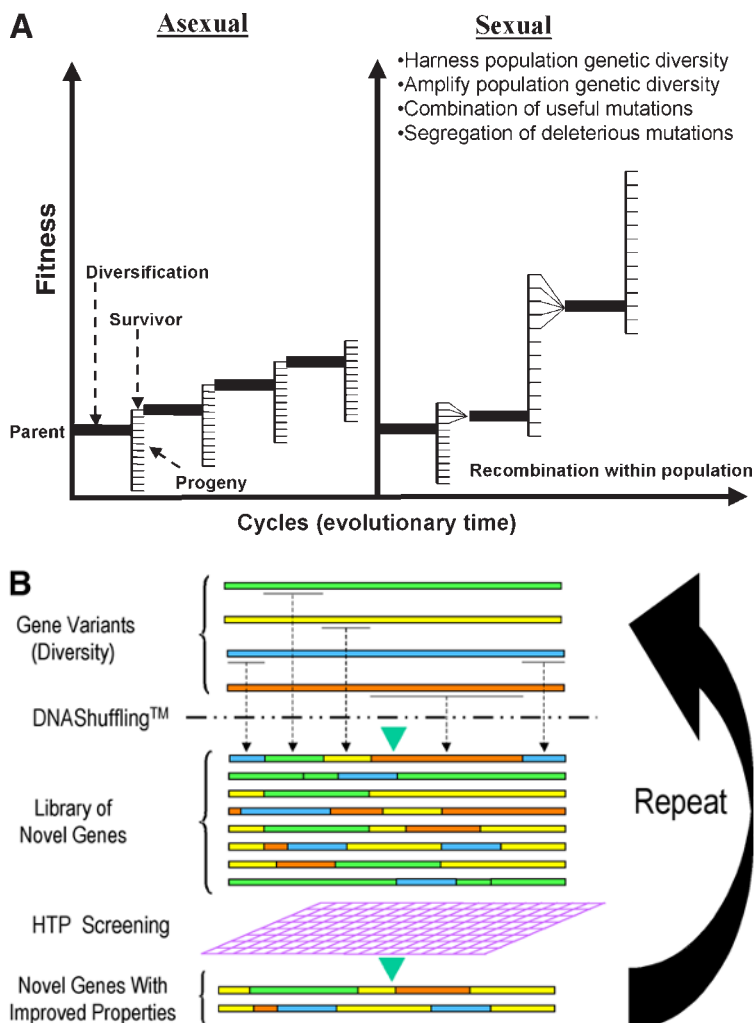 A
Asexual
Sexual
•Harness population genetic diversity
•Amplify population genetic diversity
•Combination of useful mutations
•Segregation of deleterious mutations
Fitness
Diversification
Survivor
Parent
Progeny
Recombination within population
Cycles (evolutionary time)
B
Gene Variants
(Diversity)
DNAShuffling™
Library of
Novel Genes
Repeat
HTP Screening
Novel Genes With
Improved Properties